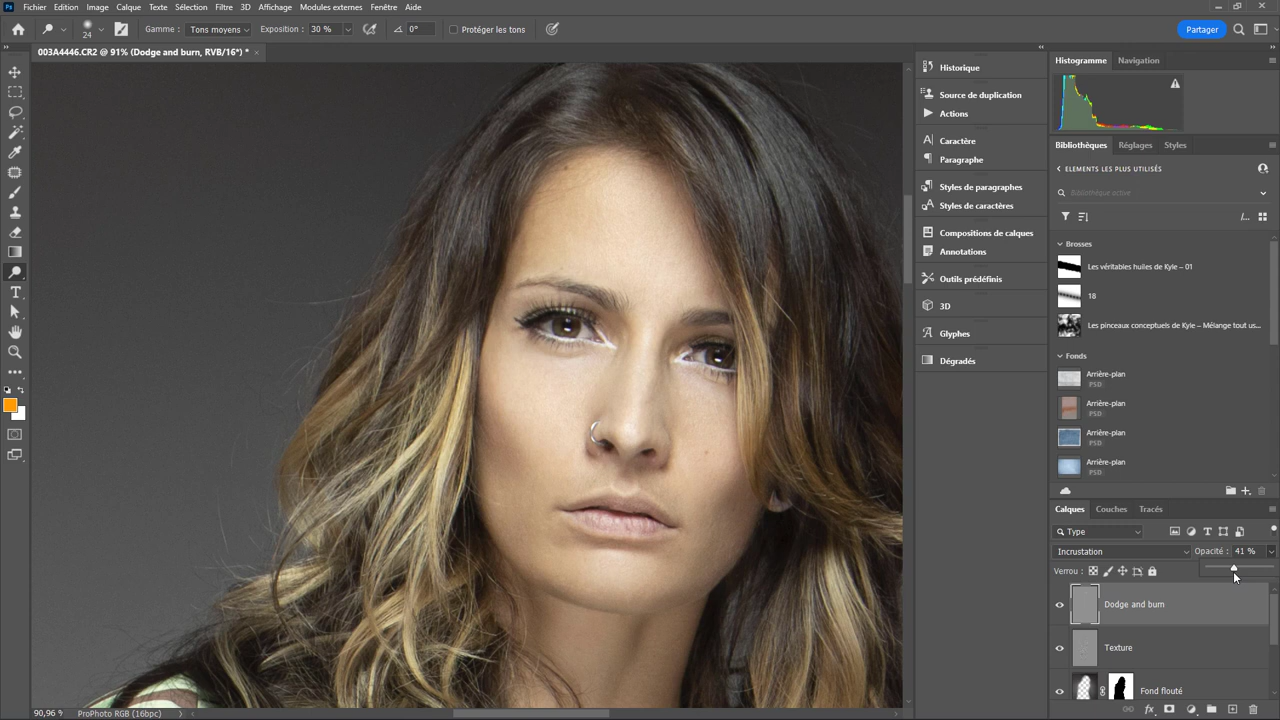 Fichier Edition Image Calque Texte Sélection Filtre 3D Affichage Modules externes Fenêtre Aide
24 Gamme : Tons moyens Exposition : 30 % 0° Protéger les tons Partager
003A4446.CR2 @ 91% (Dodge and burn, RVB/16*) *
Historique
Source de duplication
Actions
Caractère
Paragraphe
Styles de paragraphes
Styles de caractères
Compositions de calques
Annotations
Outils prédéfinis
3D
Glyphes
Dégradés
Histogramme Navigation
Bibliothèques Réglages Styles
ELEMENTS LES PLUS UTILISÉS
Bibliothèque active
Brosses
Les véritables huiles de Kyle – 01
18
Les pinceaux conceptuels de Kyle – Mélange tout us...
Fonds
Arrière-plan
PSD
Arrière-plan
PSD
Arrière-plan
PSD
Arrière-plan
PSD
Calques Couches Tracés
Type
Incrustation Opacité : 41 %
Verrou :
Dodge and burn
Texture
Fond flouté
90,96 % ProPhoto RGB (16bpc)